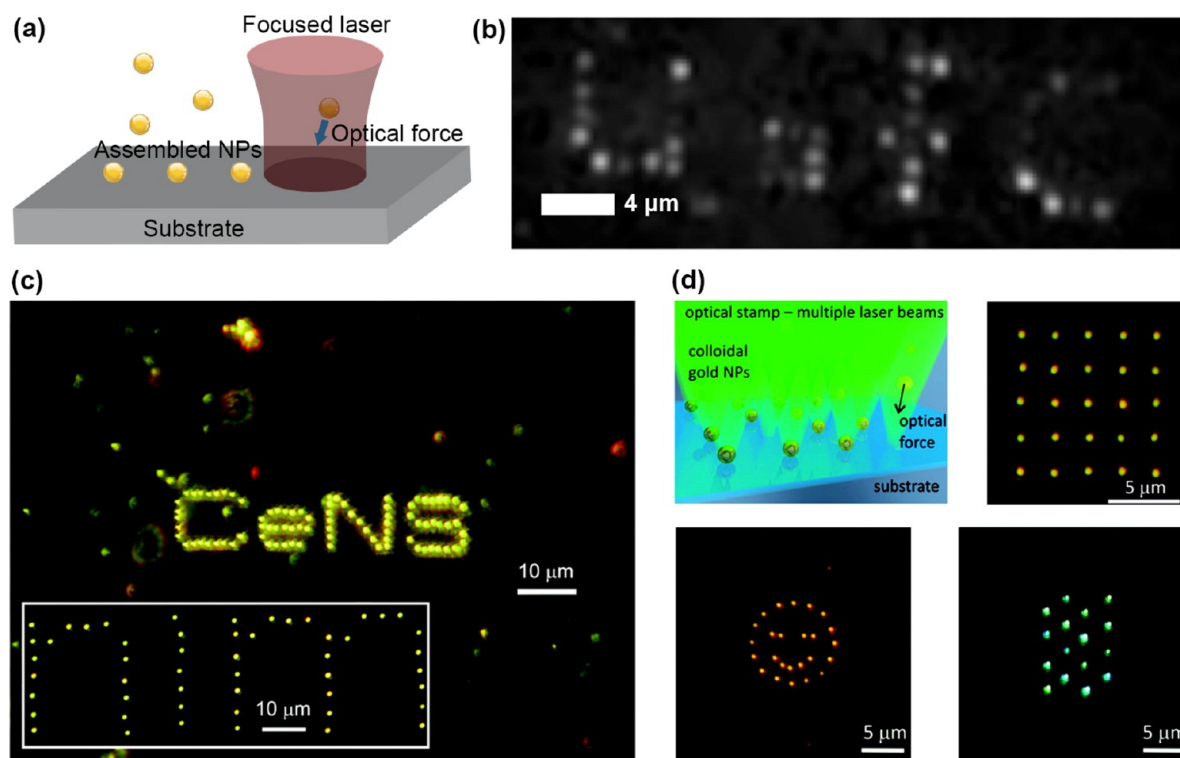 (a)
Focused laser
Optical force
Assembled NPs
Substrate
(b)
4 μm
(c)
CeNS
10 μm
nim
10 μm
(d)
optical stamp – multiple laser beams
colloidal
gold NPs
optical
force
substrate
5 μm
5 μm
5 μm